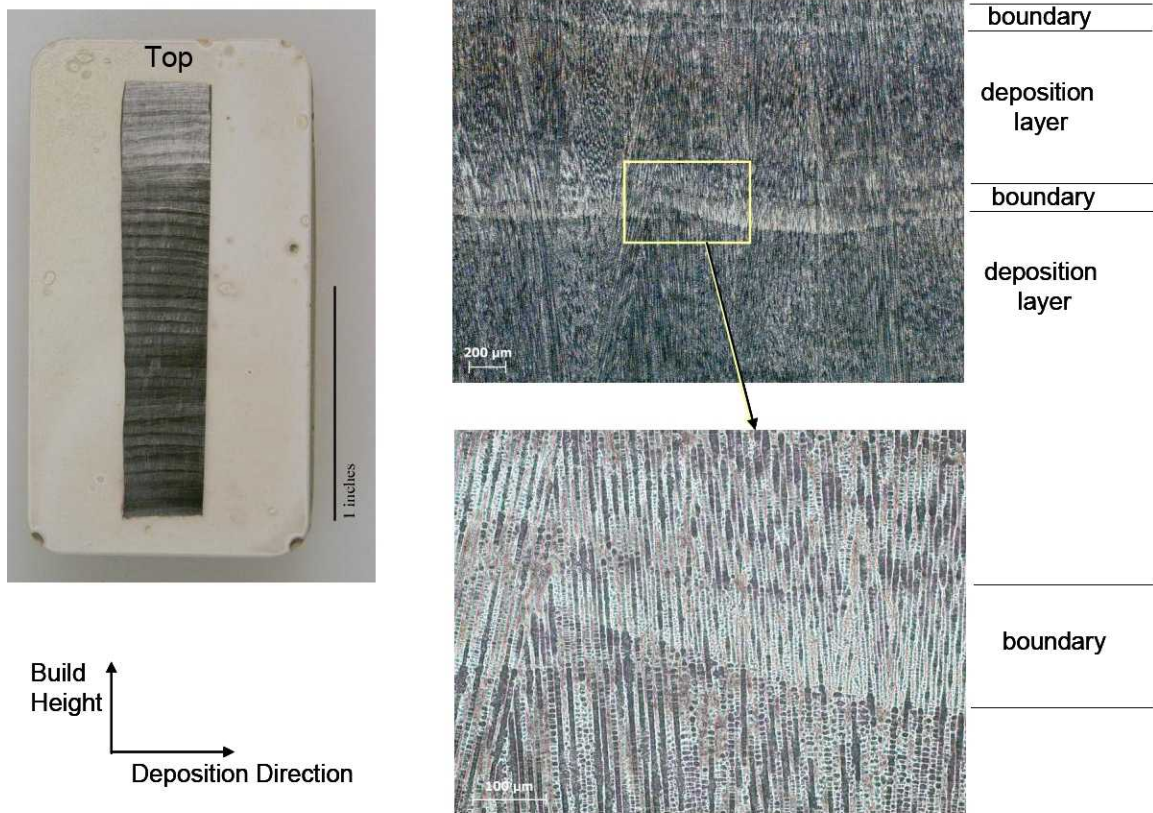 Top
1 inches
Build
Height
Deposition Direction
boundary
deposition
layer
boundary
deposition
layer
200 µm
100 µm
boundary